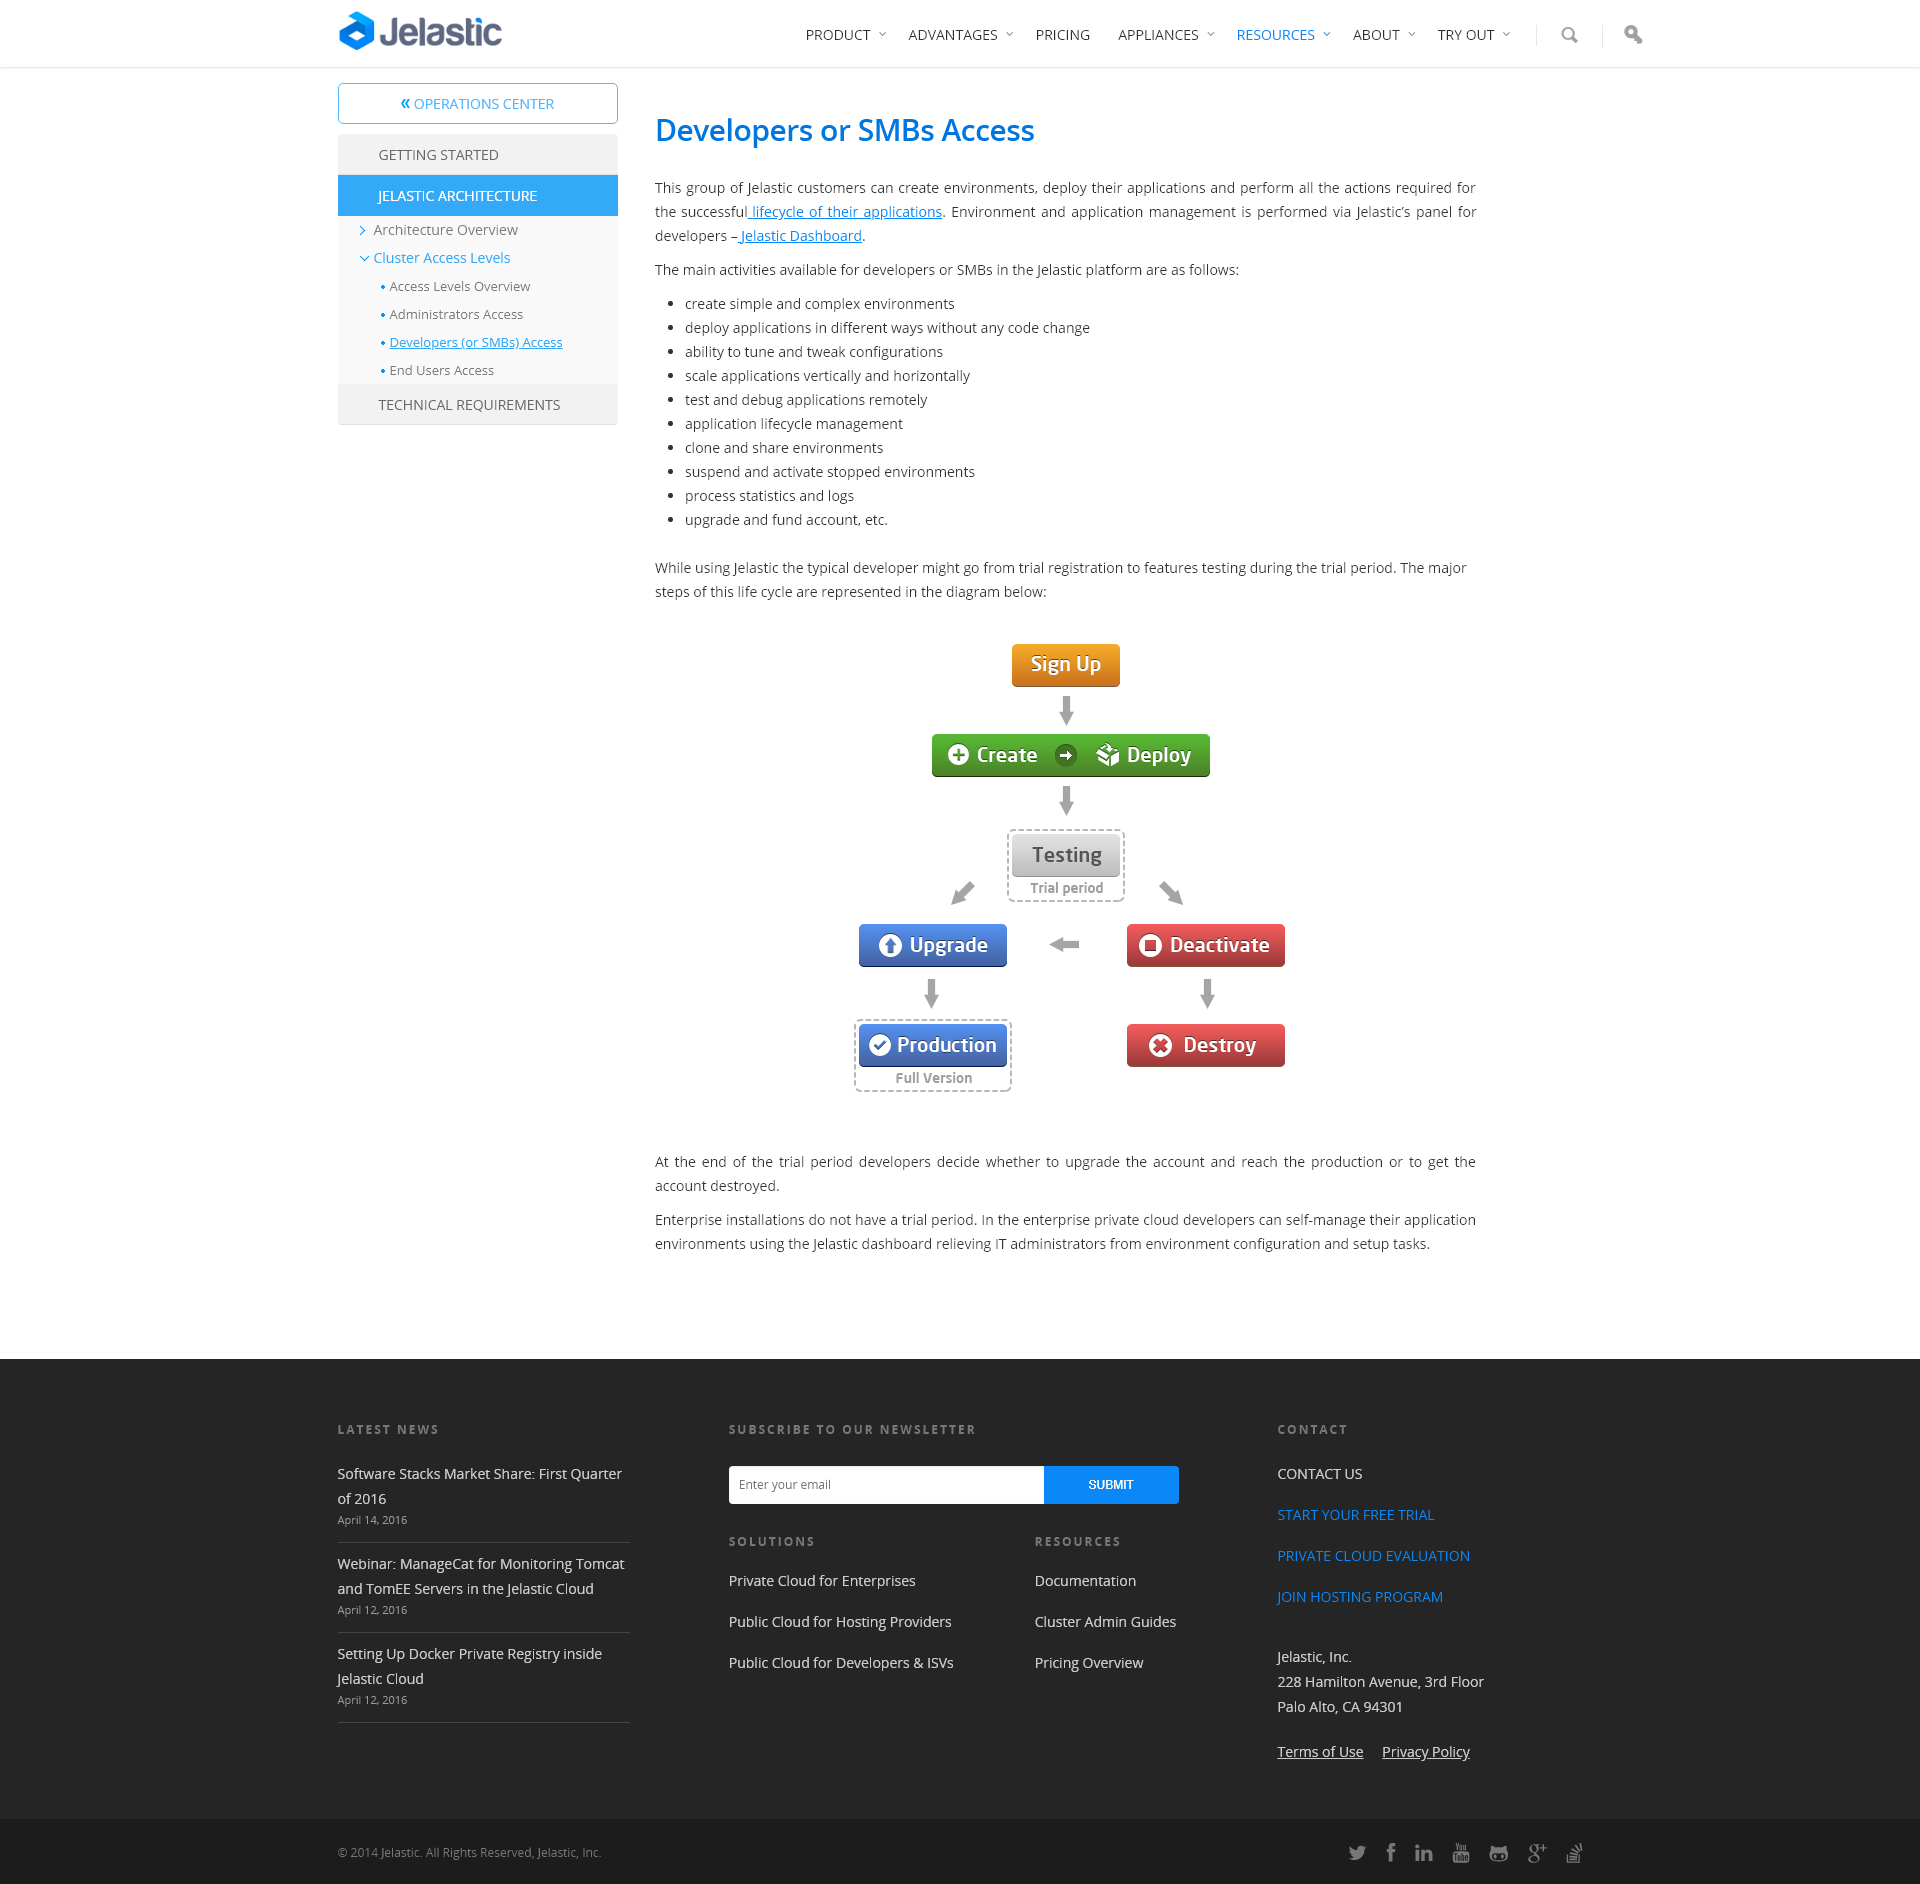 Jelastic
PRODUCT ADVANTAGES PRICING APPLIANCES RESOURCES ABOUT TRY OUT
« OPERATIONS CENTER
GETTING STARTED
JELASTIC ARCHITECTURE
Architecture Overview
Cluster Access Levels
• Access Levels Overview
• Administrators Access
• Developers (or SMBs) Access
• End Users Access
TECHNICAL REQUIREMENTS
Developers or SMBs Access
This group of Jelastic customers can create environments, deploy their applications and perform all the actions required for
the successful lifecycle of their applications. Environment and application management is performed via Jelastic’s panel for
developers – Jelastic Dashboard.
The main activities available for developers or SMBs in the Jelastic platform are as follows:
• create simple and complex environments
• deploy applications in different ways without any code change
• ability to tune and tweak configurations
• scale applications vertically and horizontally
• test and debug applications remotely
• application lifecycle management
• clone and share environments
• suspend and activate stopped environments
• process statistics and logs
• upgrade and fund account, etc.
While using Jelastic the typical developer might go from trial registration to features testing during the trial period. The major
steps of this life cycle are represented in the diagram below:
Sign Up
Create Deploy
Testing
Trial period
Upgrade Deactivate
Production Destroy
Full Version
At the end of the trial period developers decide whether to upgrade the account and reach the production or to get the
account destroyed.
Enterprise installations do not have a trial period. In the enterprise private cloud developers can self-manage their application
environments using the Jelastic dashboard relieving IT administrators from environment configuration and setup tasks.
LATEST NEWS
Software Stacks Market Share: First Quarter
of 2016
April 14, 2016
Webinar: ManageCat for Monitoring Tomcat
and TomEE Servers in the Jelastic Cloud
April 12, 2016
Setting Up Docker Private Registry inside
Jelastic Cloud
April 12, 2016
SUBSCRIBE TO OUR NEWSLETTER
Enter your email SUBMIT
SOLUTIONS
Private Cloud for Enterprises
Public Cloud for Hosting Providers
Public Cloud for Developers & ISVs
RESOURCES
Documentation
Cluster Admin Guides
Pricing Overview
CONTACT
CONTACT US
START YOUR FREE TRIAL
PRIVATE CLOUD EVALUATION
JOIN HOSTING PROGRAM
Jelastic, Inc.
228 Hamilton Avenue, 3rd Floor
Palo Alto, CA 94301
Terms of Use Privacy Policy
© 2014 Jelastic. All Rights Reserved, Jelastic, Inc.
You
Tube